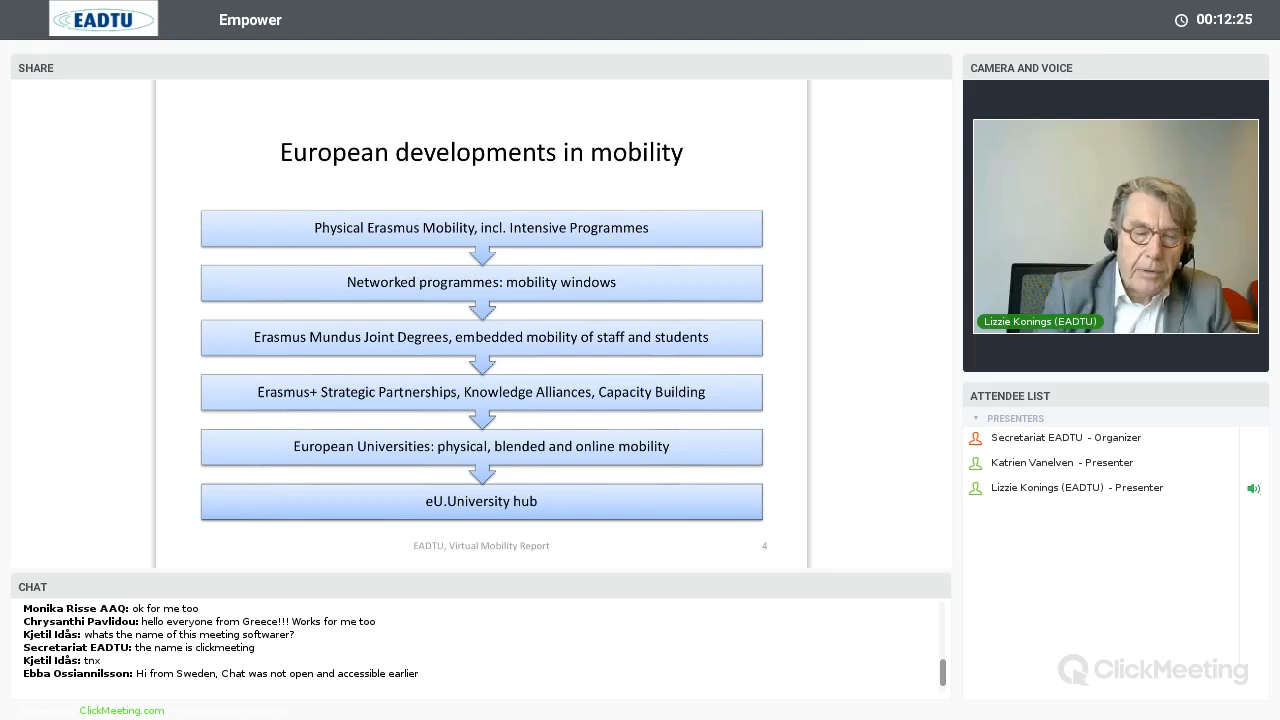 EADTU
Empower
00:12:25
SHARE
European developments in mobility
Physical Erasmus Mobility, incl. Intensive Programmes
Networked programmes: mobility windows
Erasmus Mundus Joint Degrees, embedded mobility of staff and students
Erasmus+ Strategic Partnerships, Knowledge Alliances, Capacity Building
European Universities: physical, blended and online mobility
eU.University hub
EADTU, Virtual Mobility Report
4
CAMERA AND VOICE
Lizzie Konings (EADTU)
ATTENDEE LIST
PRESENTERS
Secretariat EADTU - Organizer
Katrien Vanelven - Presenter
Lizzie Konings (EADTU) - Presenter
CHAT
Monika Risse AAQ: ok for me too
Chrysanthi Pavlidou: hello everyone from Greece!!! Works for me too
Kjetil Idås: whats the name of this meeting softwarer?
Secretariat EADTU: the name is clickmeeting
Kjetil Idås: tnx
Ebba Ossiannilsson: Hi from Sweden, Chat was not open and accessible earlier
ClickMeeting
ClickMeeting.com